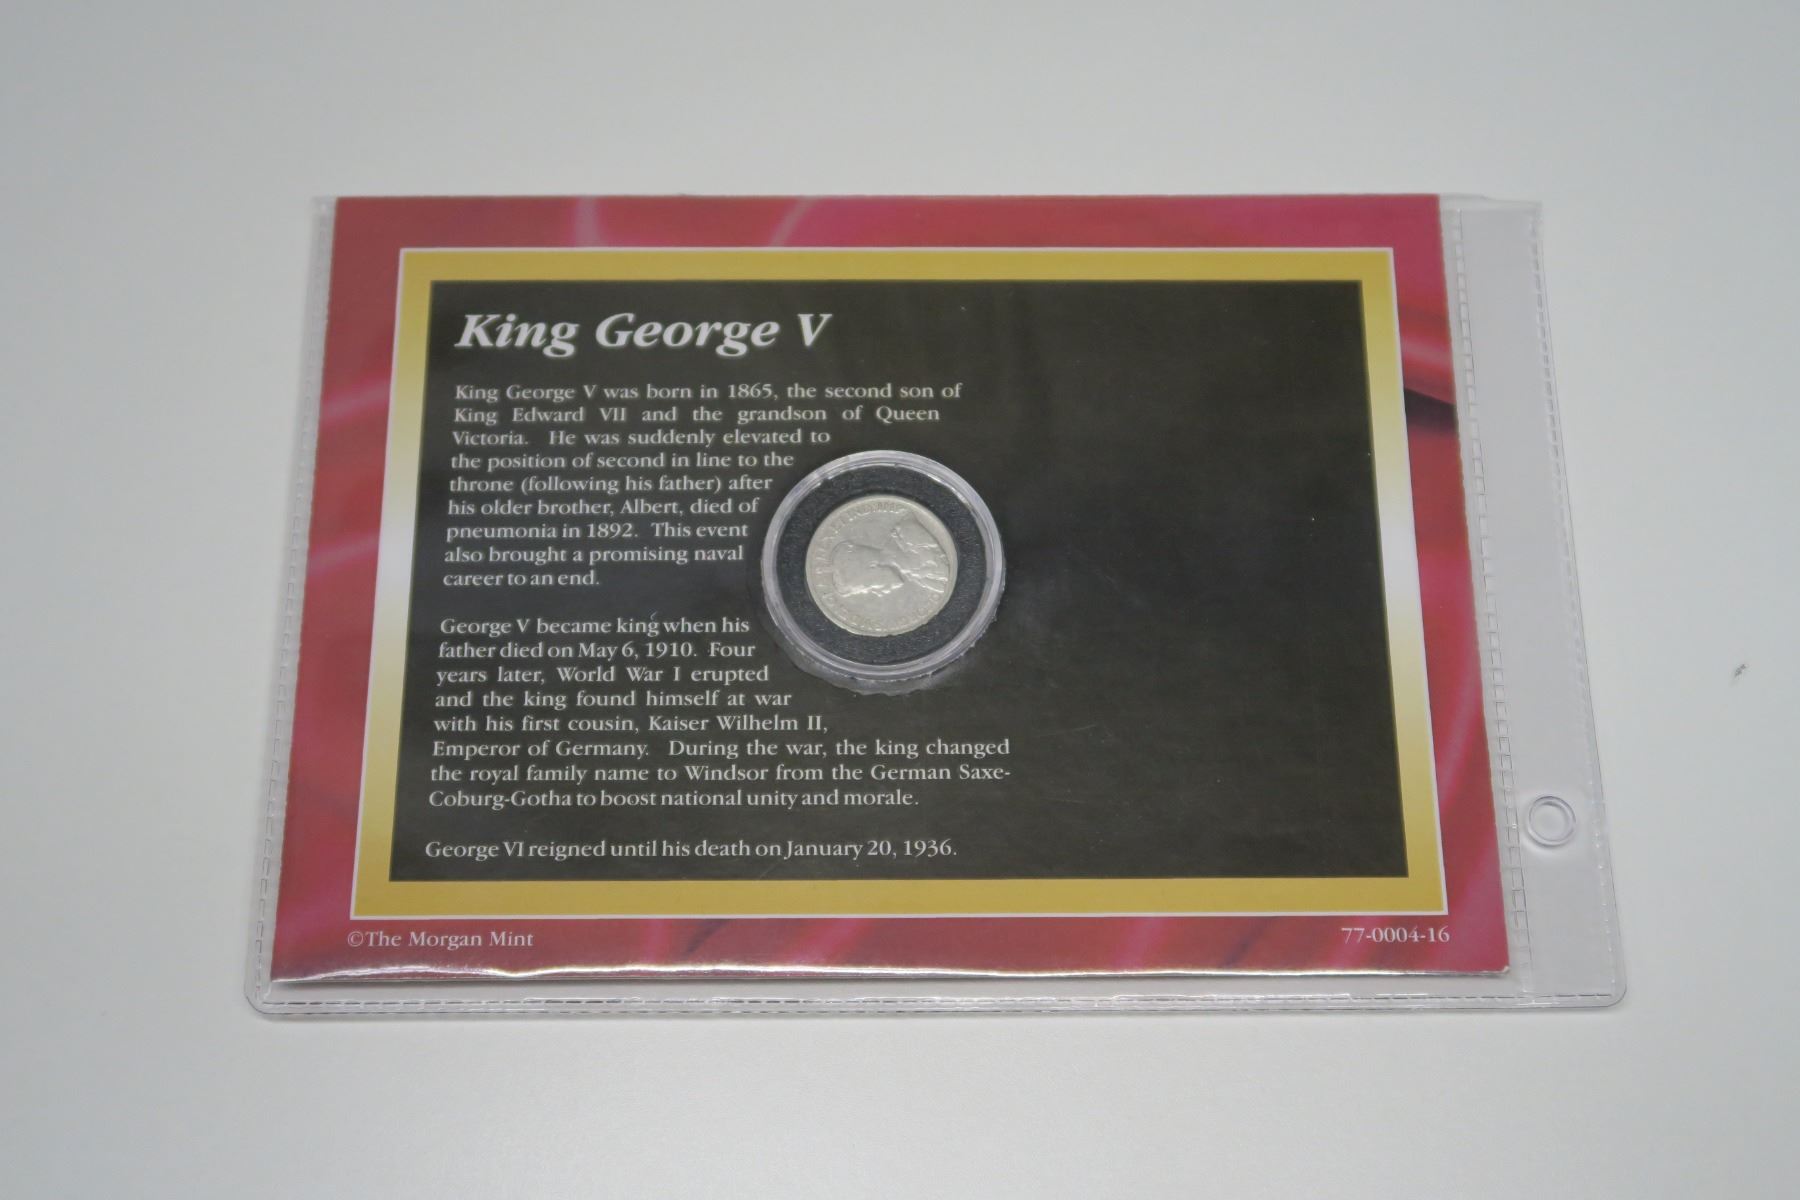 King George V
King George V was born in 1865, the second son of
King Edward VII and the grandson of Queen
Victoria. He was suddenly elevated to
the position of second in line to the
throne (following his father) after
his older brother, Albert, died of
pneumonia in 1892. This event
also brought a promising naval
career to an end.
George V became king when his
father died on May 6, 1910. Four
years later, World War I erupted
and the king found himself at war
with his first cousin, Kaiser Wilhelm II,
Emperor of Germany. During the war, the king changed
the royal family name to Windsor from the German Saxe-
Coburg-Gotha to boost national unity and morale.
George VI reigned until his death on January 20, 1936.
©The Morgan Mint
77-0004-16